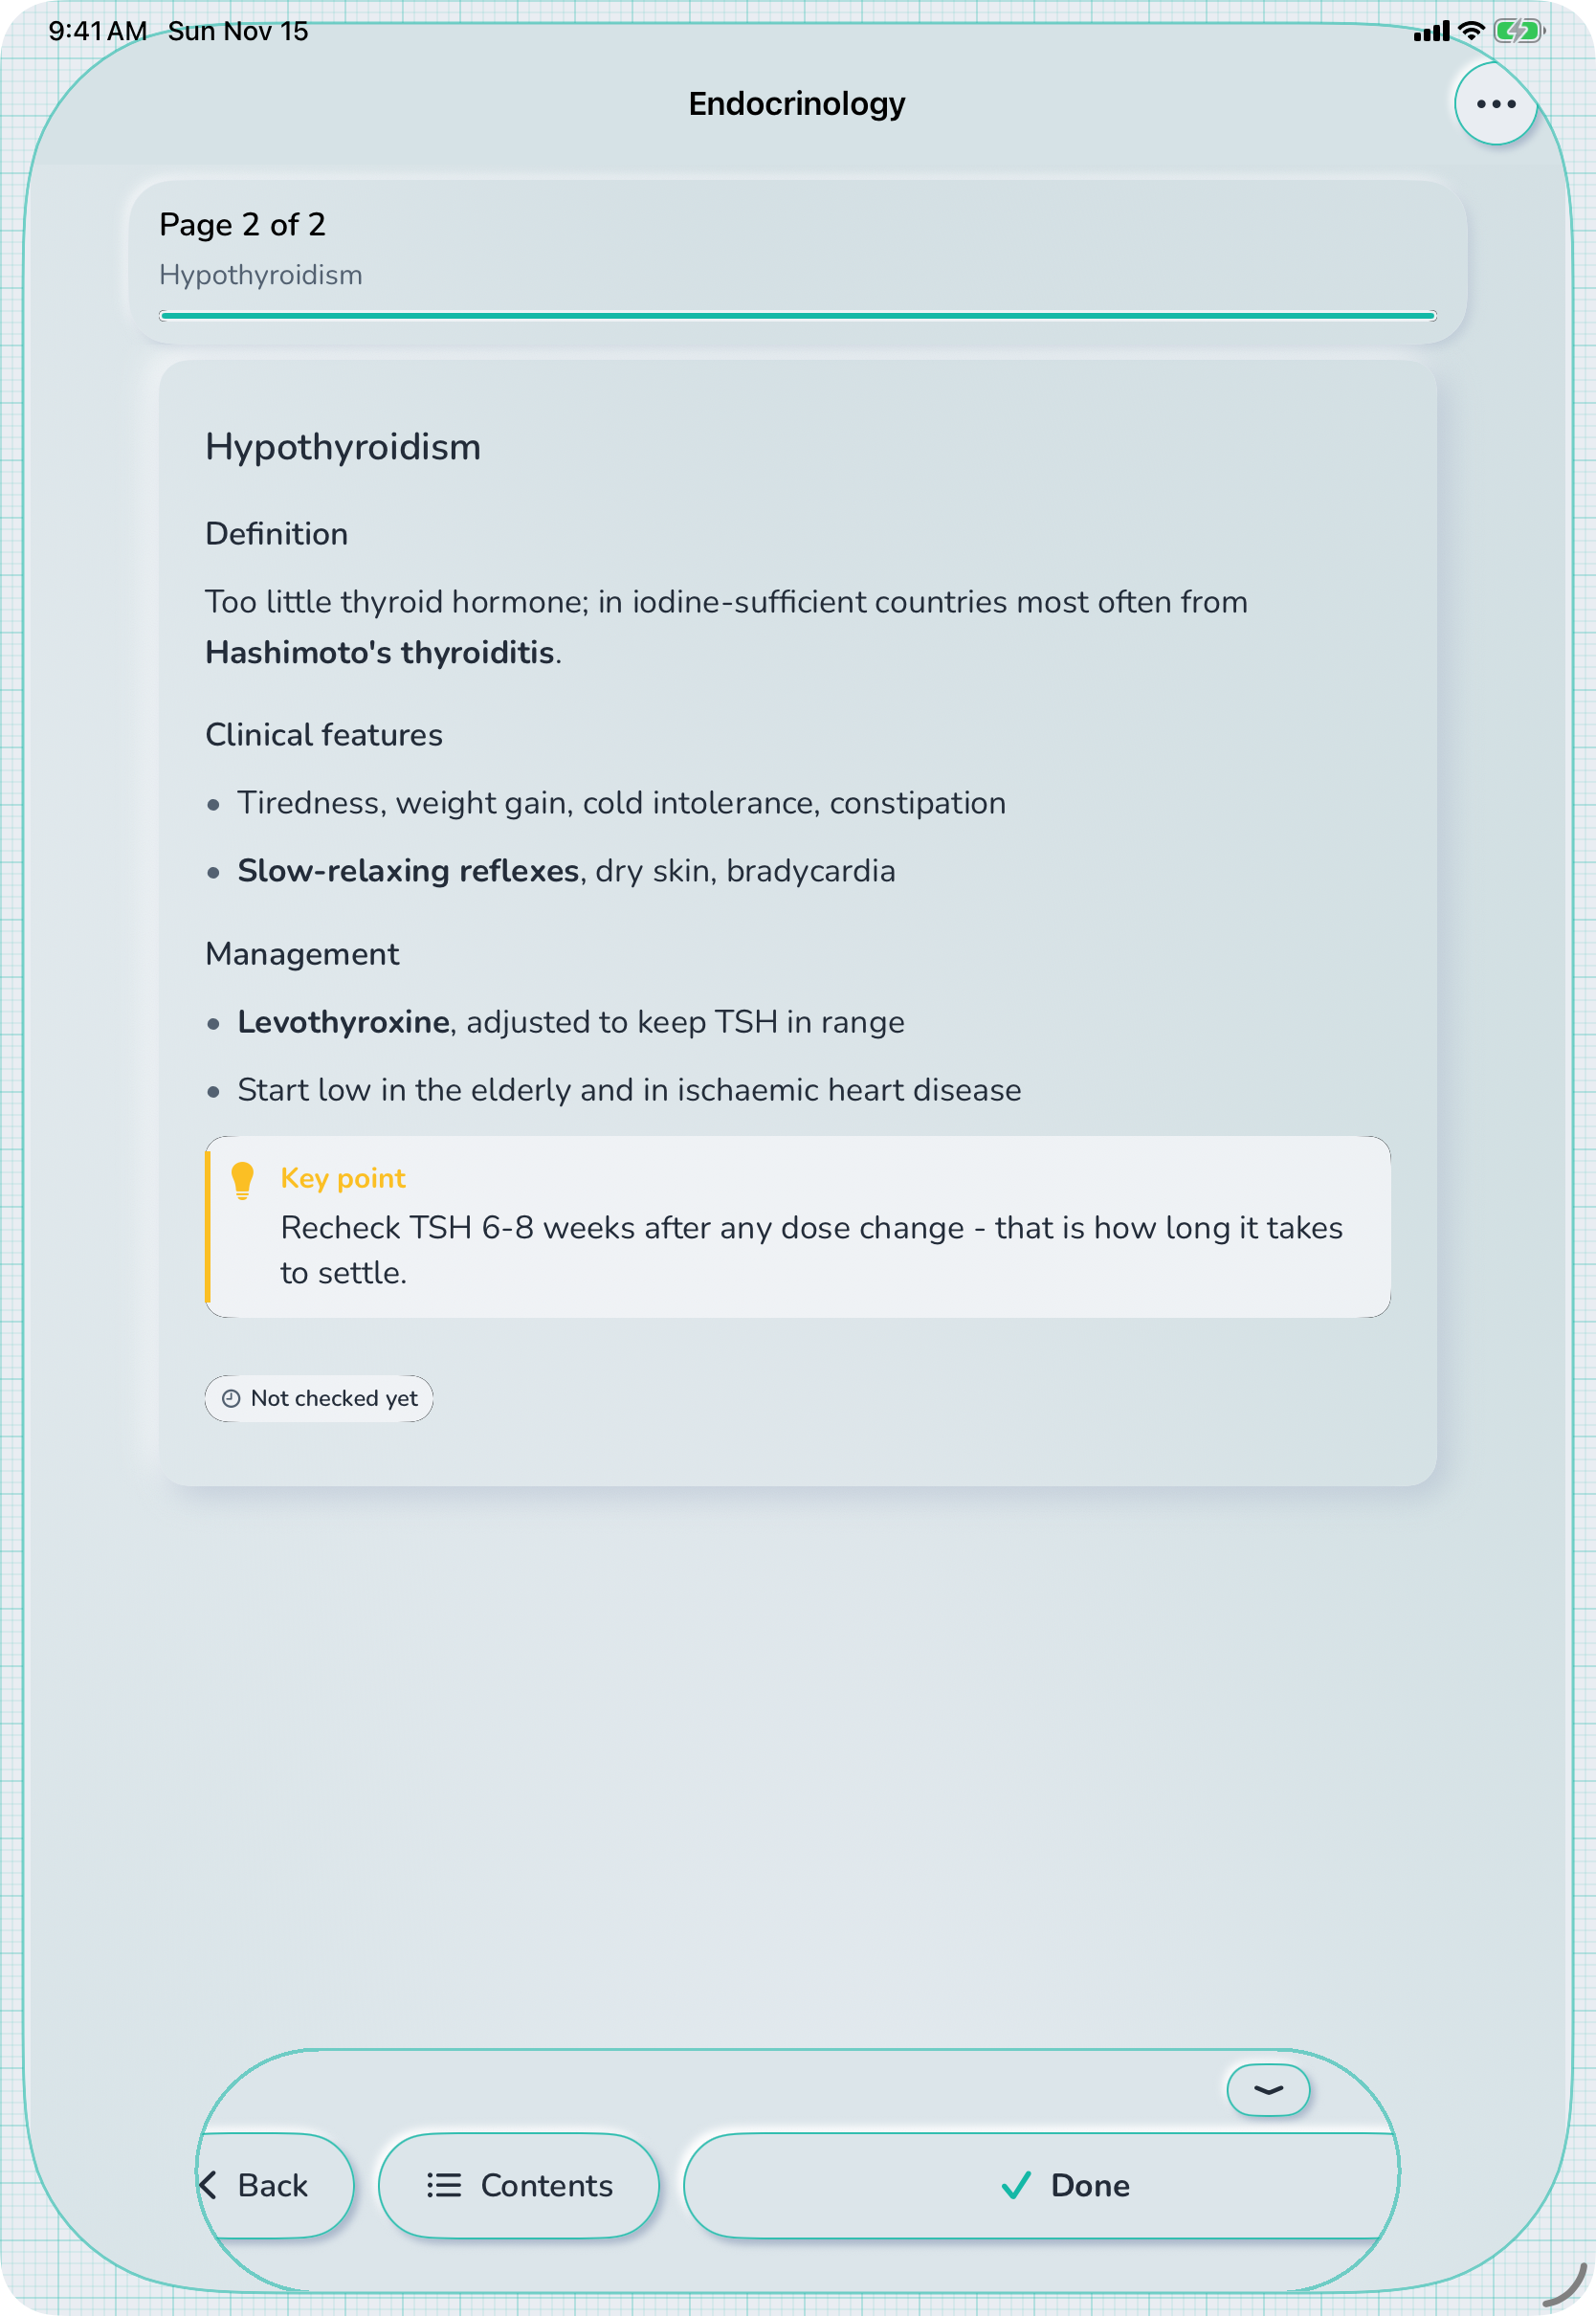 9:41 AM Sun Nov 15
Endocrinology
Page 2 of 2
Hypothyroidism
Hypothyroidism
Definition
Too little thyroid hormone; in iodine-sufficient countries most often from
Hashimoto's thyroiditis.
Clinical features
Tiredness, weight gain, cold intolerance, constipation
Slow-relaxing reflexes, dry skin, bradycardia
Management
Levothyroxine, adjusted to keep TSH in range
Start low in the elderly and in ischaemic heart disease
Key point
Recheck TSH 6-8 weeks after any dose change - that is how long it takes
to settle.
Not checked yet
Back
Contents
Done